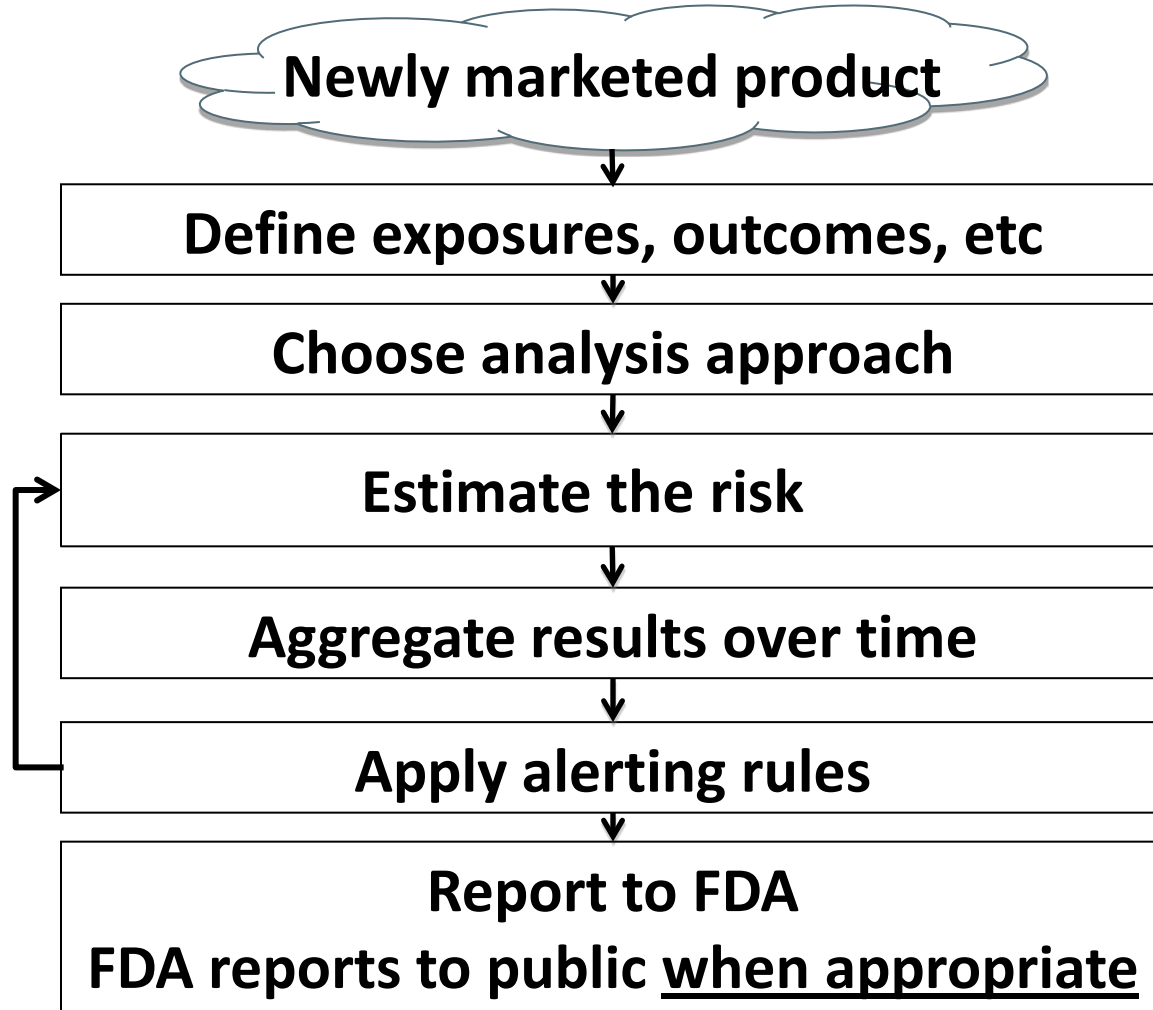 Newly marketed product
Define exposures, outcomes, etc
Choose analysis approach
Estimate the risk
Aggregate results over time
Apply alerting rules
Report to FDA
FDA reports to public when appropriate